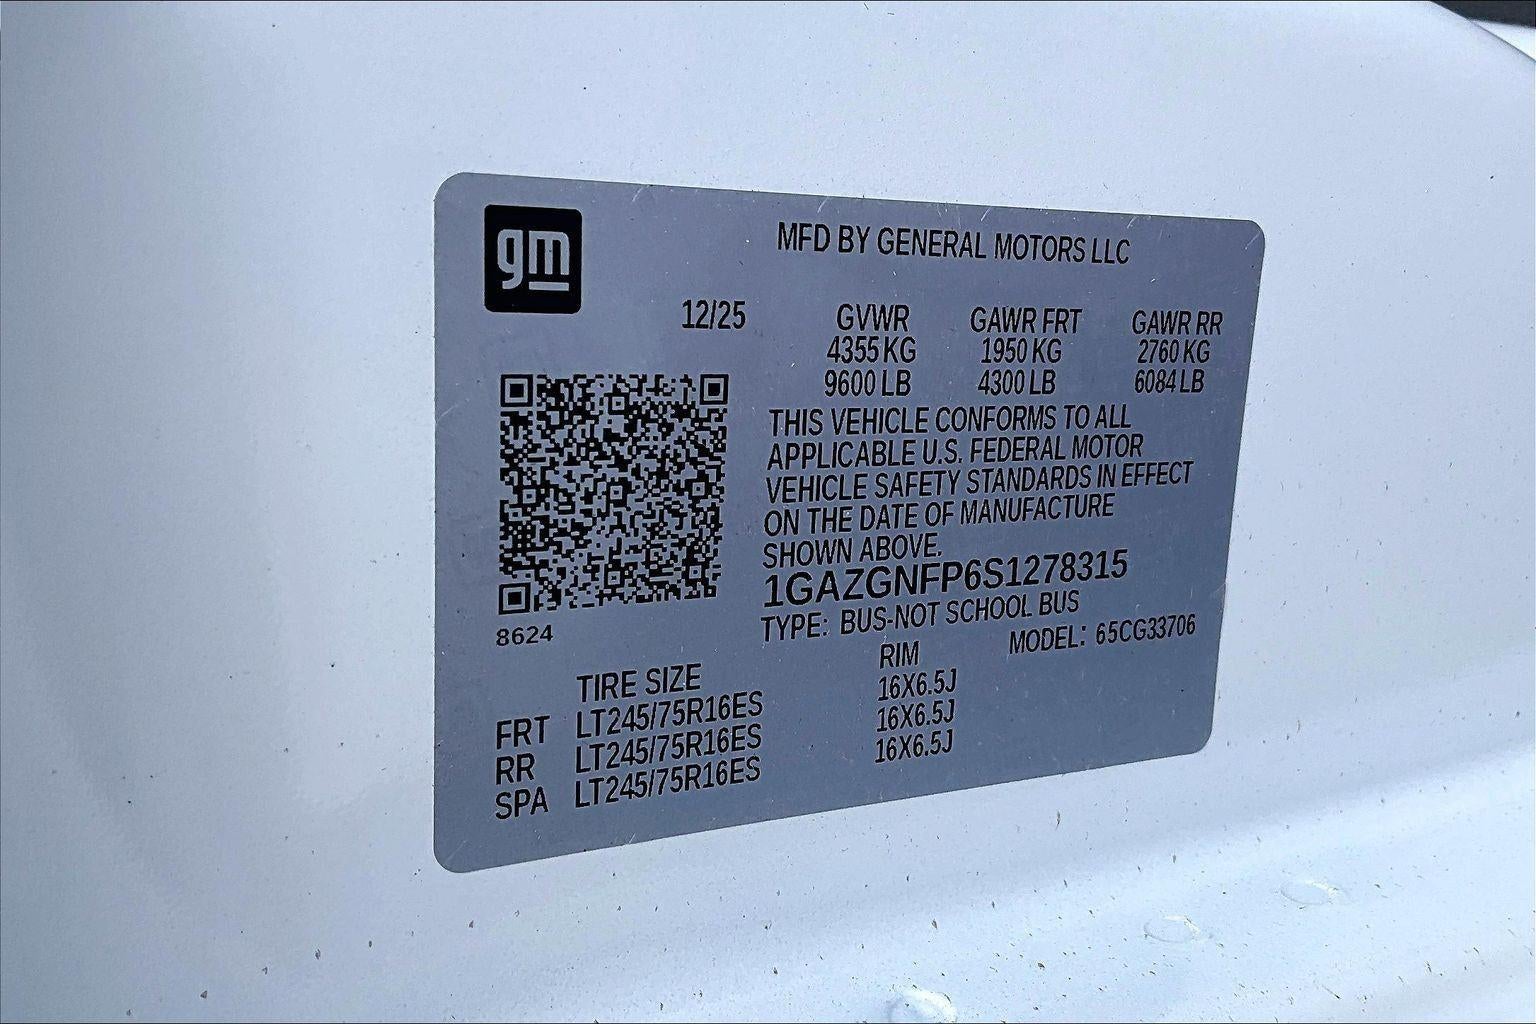 gm
MFD BY GENERAL MOTORS LLC
12/25 GVWR GAWR FRT GAWR RR
4355 KG 1950 KG 2760 KG
9600 LB 4300 LB 6084 LB
THIS VEHICLE CONFORMS TO ALL
APPLICABLE U.S. FEDERAL MOTOR
VEHICLE SAFETY STANDARDS IN EFFECT
ON THE DATE OF MANUFACTURE
SHOWN ABOVE.
1GAZGNFP6S1278315
TYPE: BUS-NOT SCHOOL BUS
MODEL: 65CG33706
8624
TIRE SIZE RIM
FRT LT245/75R16ES 16X6.5J
RR LT245/75R16ES 16X6.5J
SPA LT245/75R16ES 16X6.5J